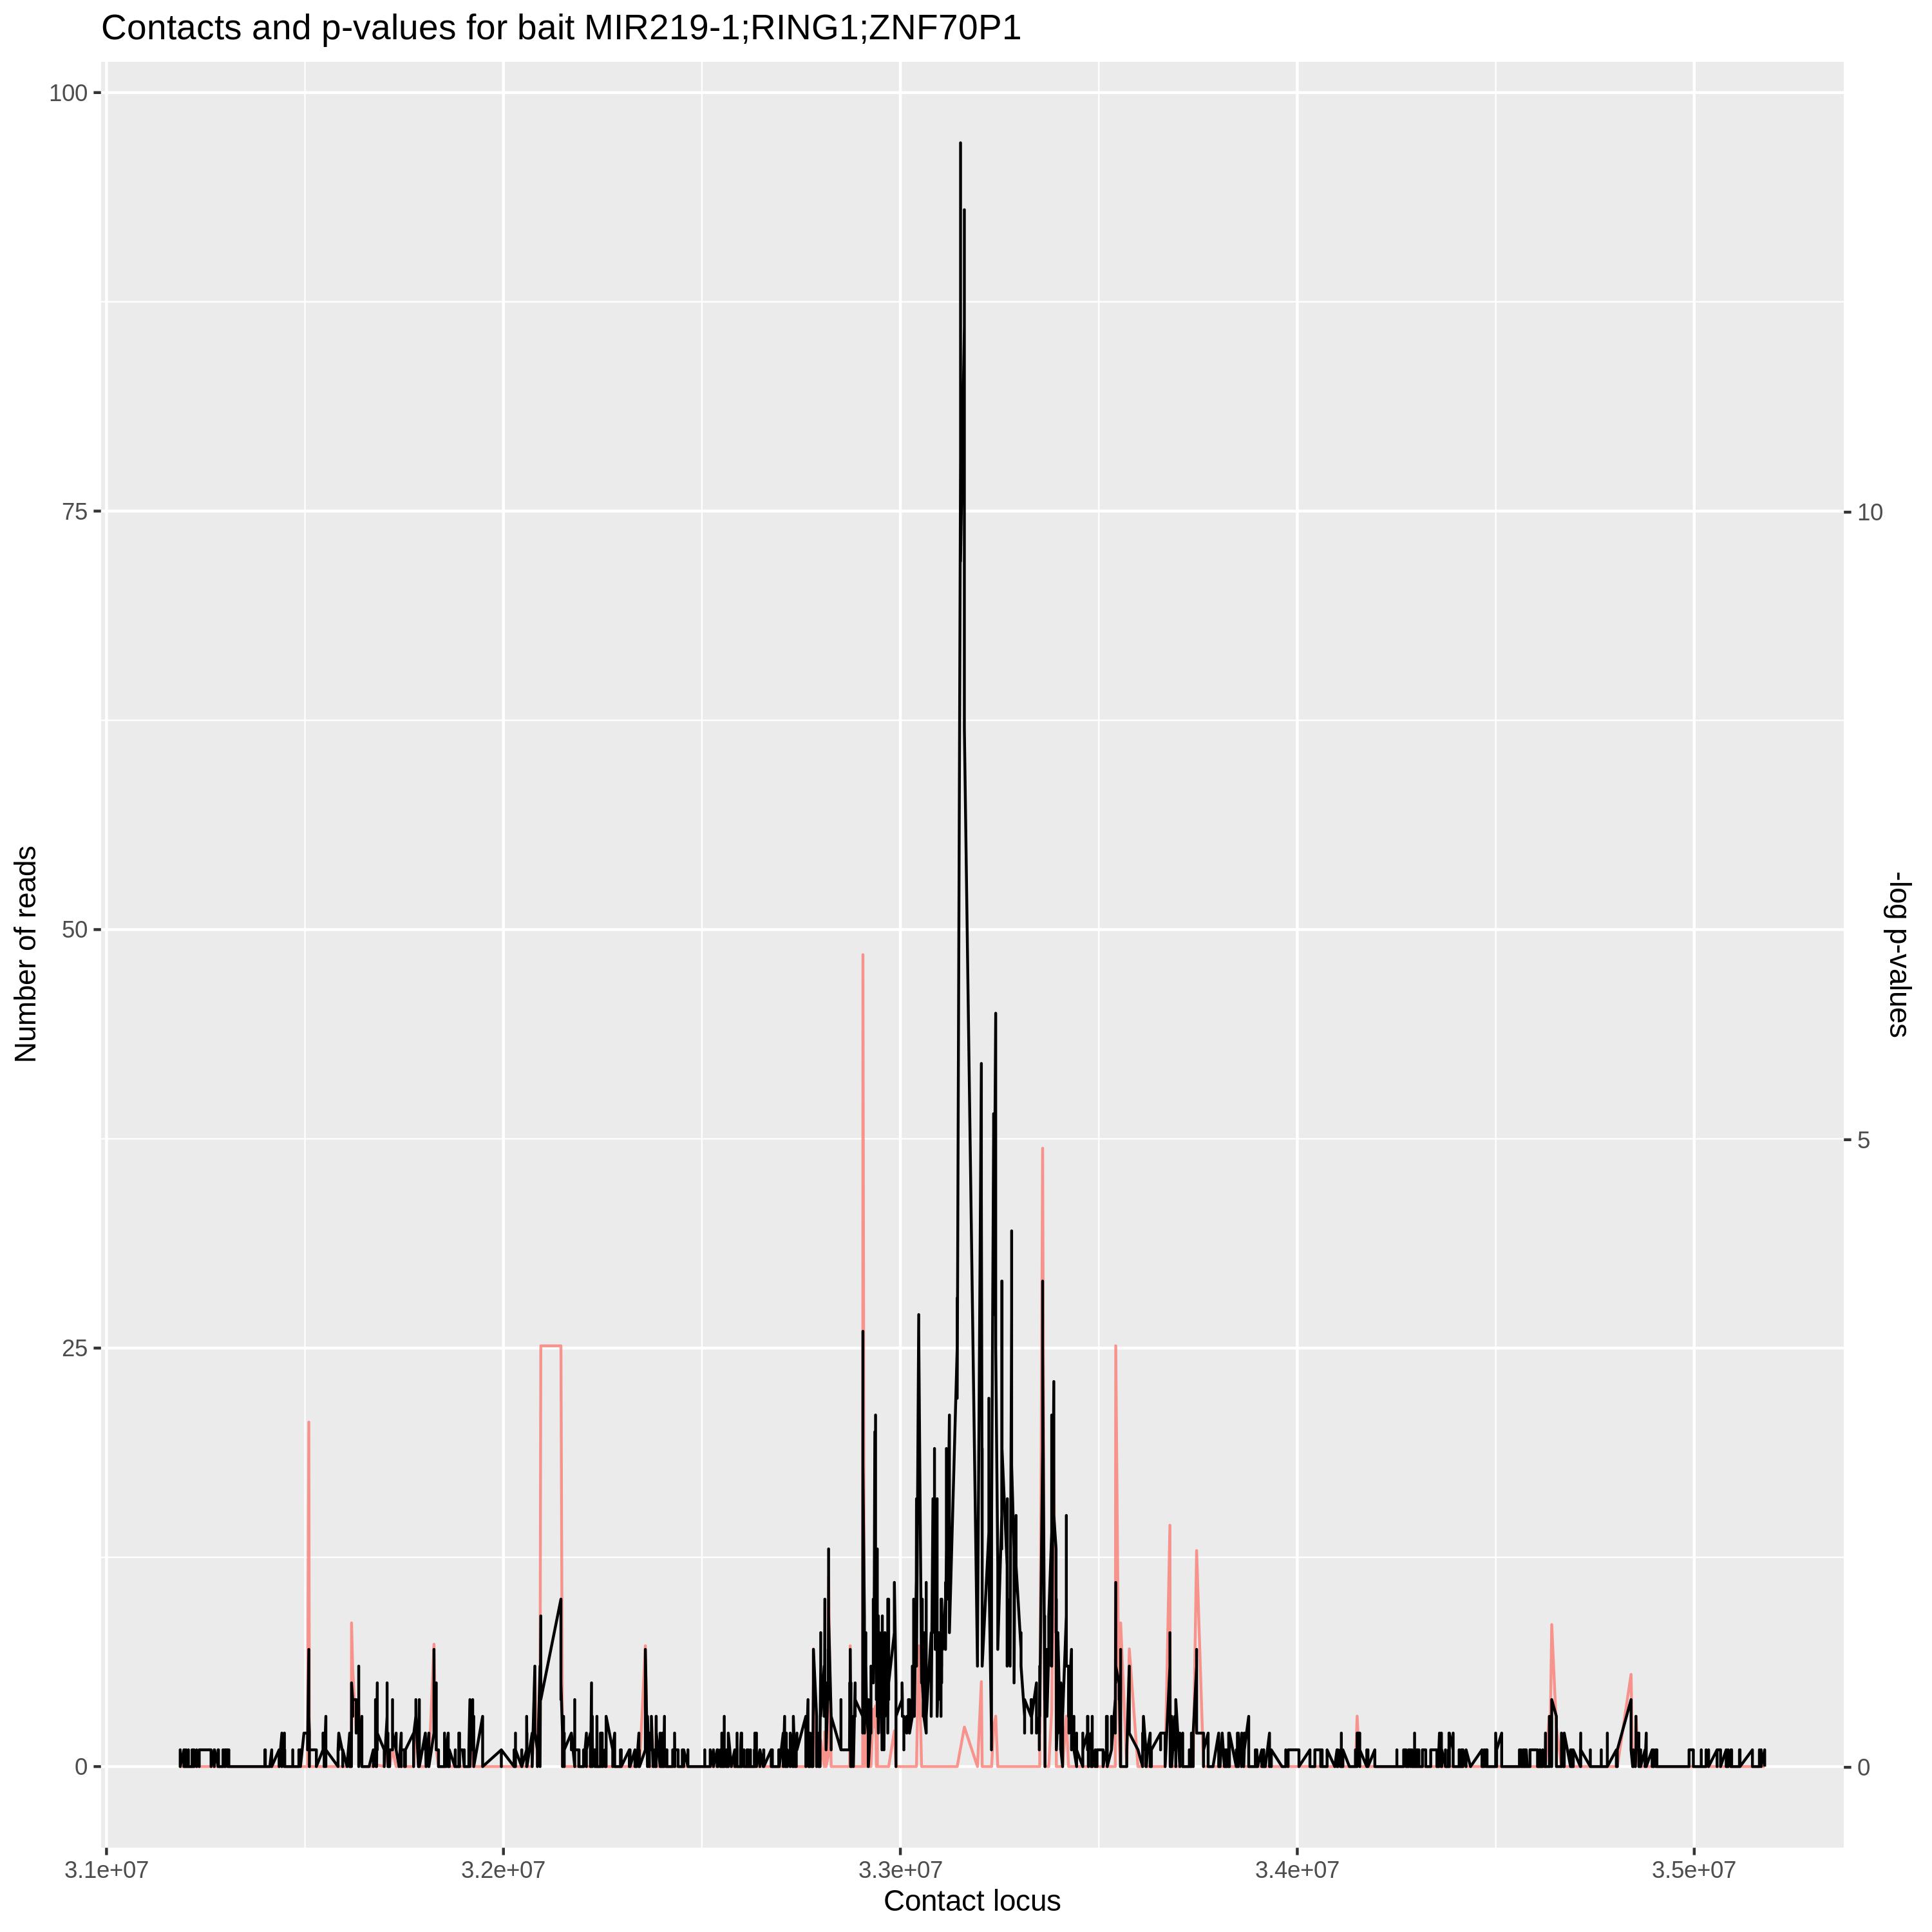 Contacts and p-values for bait MIR219-1;RING1;ZNF70P1
100
75
50
25
0
Number of reads
10
5
0
-log p-values
3.1e+07
3.2e+07
3.3e+07
3.4e+07
3.5e+07
Contact locus